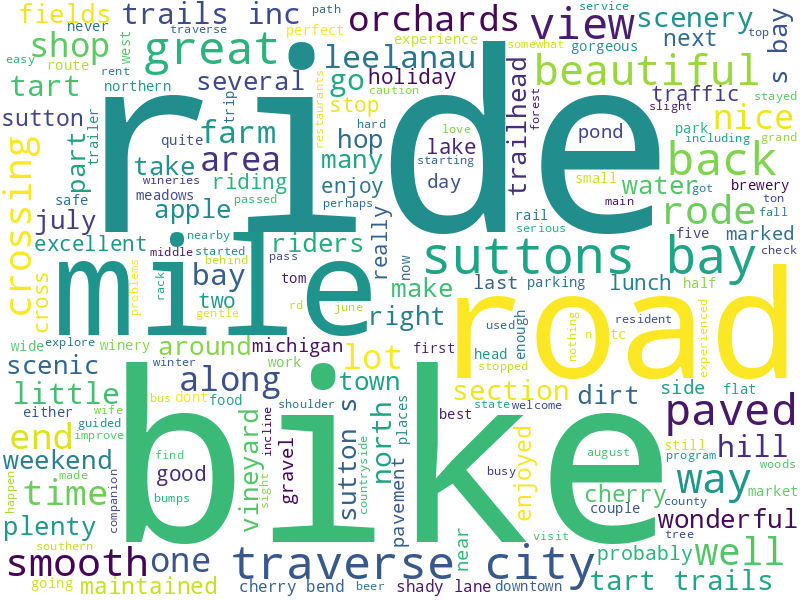 fields never trails inc path orchards view service scenery top
shop west great traverse perfect experience somewhat gorgeous next s bay
easy route leelanau beautiful
tart rent northern several go holiday traffic nice stayed
sutton trailer trip farm restaurants stop caution trailhead forest slight
ride
crossing part quite area hop hard love pond park including grand
safe take many lake starting small back
wineries riding enjoy day water got brewery
meadows apple passed perhaps rail main rode ton fall
july serious five marked
excellent nearby riders really suttons bay check
cross middle started behind pass now
mile
problems rack bay tom make last parking lunch half
two gentle rd june right road
wide explore winery around michigan first used enough nothing n tc resident experienced
scenic winter work lot head stopped
little along town section dirt side flat
either wife bus dont food shoulder places best state welcome paved
end guided improve sutton s north enjoyed still hill
weekend find good vineyard incline gravel august program woods
happen made time companion bumps sight countryside busy cherry way market
bike
plenty pavement couple county wonderful
southern near visit tree
smooth one traverse city probably well
going maintained cherry bend beer shady lane downtown tart trails